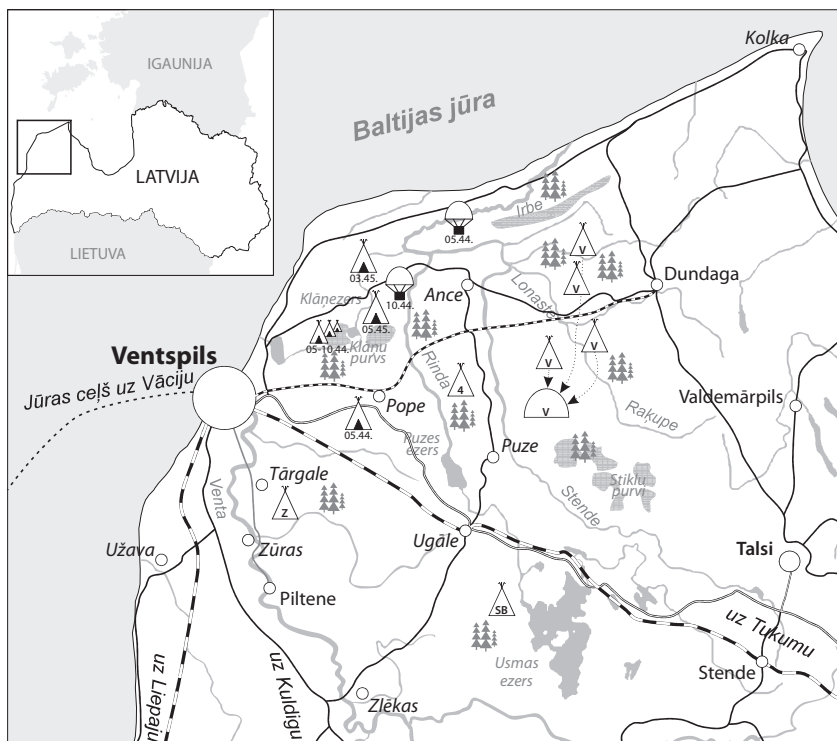 IGAUNIJA
LATVIJA
LIETUVA
Baltijas jūra
Kolka
Irbe
05.44.
V
V
03.45.
Klāņezers
10.44.
Ance
Lonaste
Dundaga
05.45.
05-10.44.
Klāņu
purvs
Ventspils
Jūras ceļš uz Vāciju
Rinda
V
V
4
V
Pope
05.44.
Puzes
ezers
Puze
Raķupe
Valdemārpils
Stiklu
purvi
Stende
Tārgale
Z
Venta
Užava
Zūras
Ugāle
Talsi
Piltene
SB
Usmas
ezers
uz Tukumu
Stende
uz Liepāju
uz Kuldīgu
Zlēkas